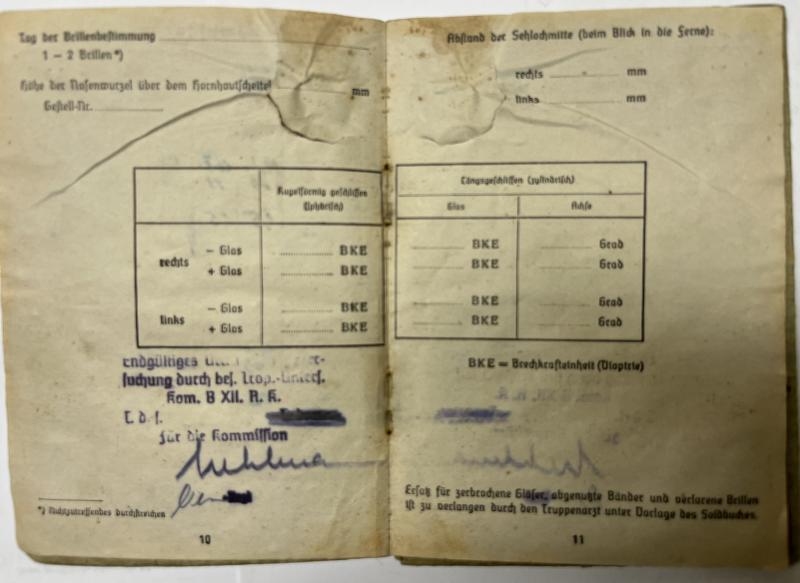 Tag der Brillenbestimmung
1 – 2 Brillen*)
Höhe der Nasenwurzel über dem Hornhautscheitel mm
Gestell-Nr.
Kugelförmig geschliffen
(sphärisch)
rechts
– Glas BKE
+ Glas BKE
links
– Glas BKE
+ Glas BKE
Endgültiges
suchung durch bes. Trop.-Unters.
Kom. B XII. A. K.
T. d. f.
Für die Kommission
*) Nichtzutreffendes durchstreichen
10
Abstand der Sehlochmitte (beim Blick in die Ferne):
rechts mm
links mm
Längsgeschliffen (zylindrisch)
Glas Achse
BKE Grad
BKE Grad
BKE Grad
BKE Grad
BKE = Brechkrafteinheit (Dioptrie)
Ersatz für zerbrochene Gläser, abgenutzte Bänder und verlorene Brillen
ist zu verlangen durch den Truppenarzt unter Vorlage des Soldbuches.
11